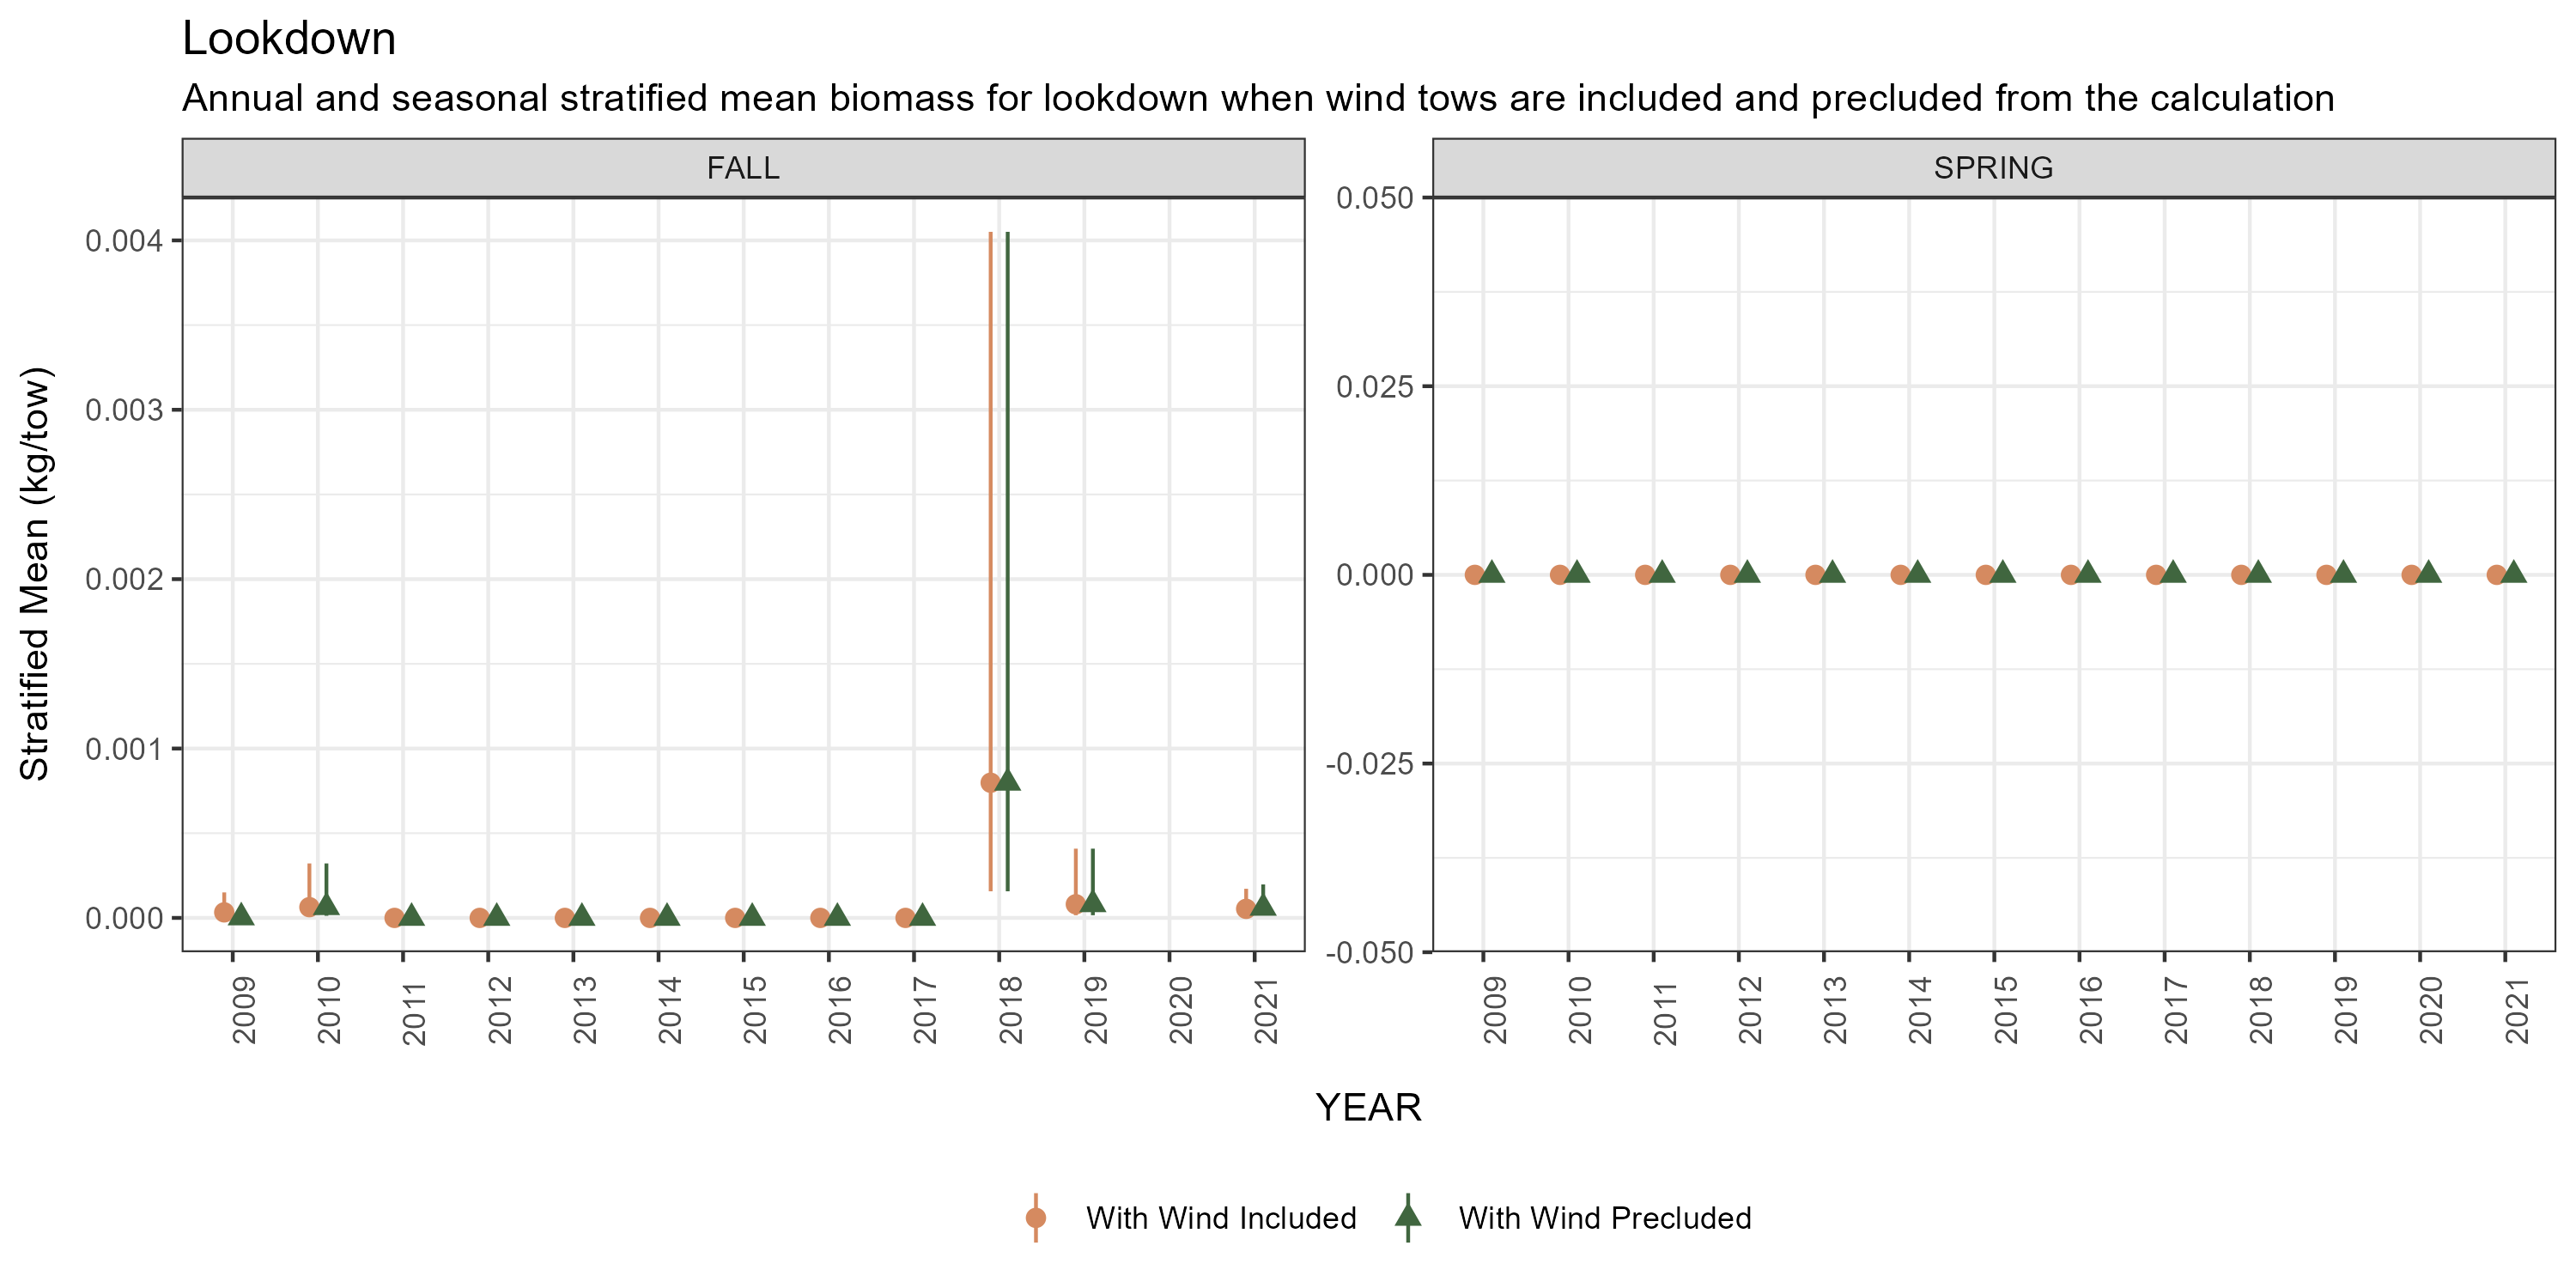 Lookdown
Annual and seasonal stratified mean biomass for lookdown when wind tows are included and precluded from the calculation
FALL
SPRING
Stratified Mean (kg/tow)
0.004
0.003
0.002
0.001
0.000
0.050
0.025
0.000
-0.025
-0.050
2009 2010 2011 2012 2013 2014 2015 2016 2017 2018 2019 2020 2021
2009 2010 2011 2012 2013 2014 2015 2016 2017 2018 2019 2020 2021
YEAR
With Wind Included
With Wind Precluded